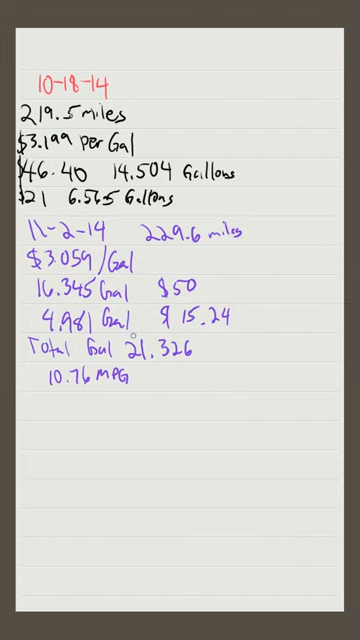 10-18-14
219.5 miles
$3.199 per Gal
$46.40 14.504 Gallons
$21 6.565 Gallons
11-2-14 229.6 miles
$3.059/Gal
16.345 Gal $50
4.981 Gal $15.24
Total Gal 21.326
10.76 MPG